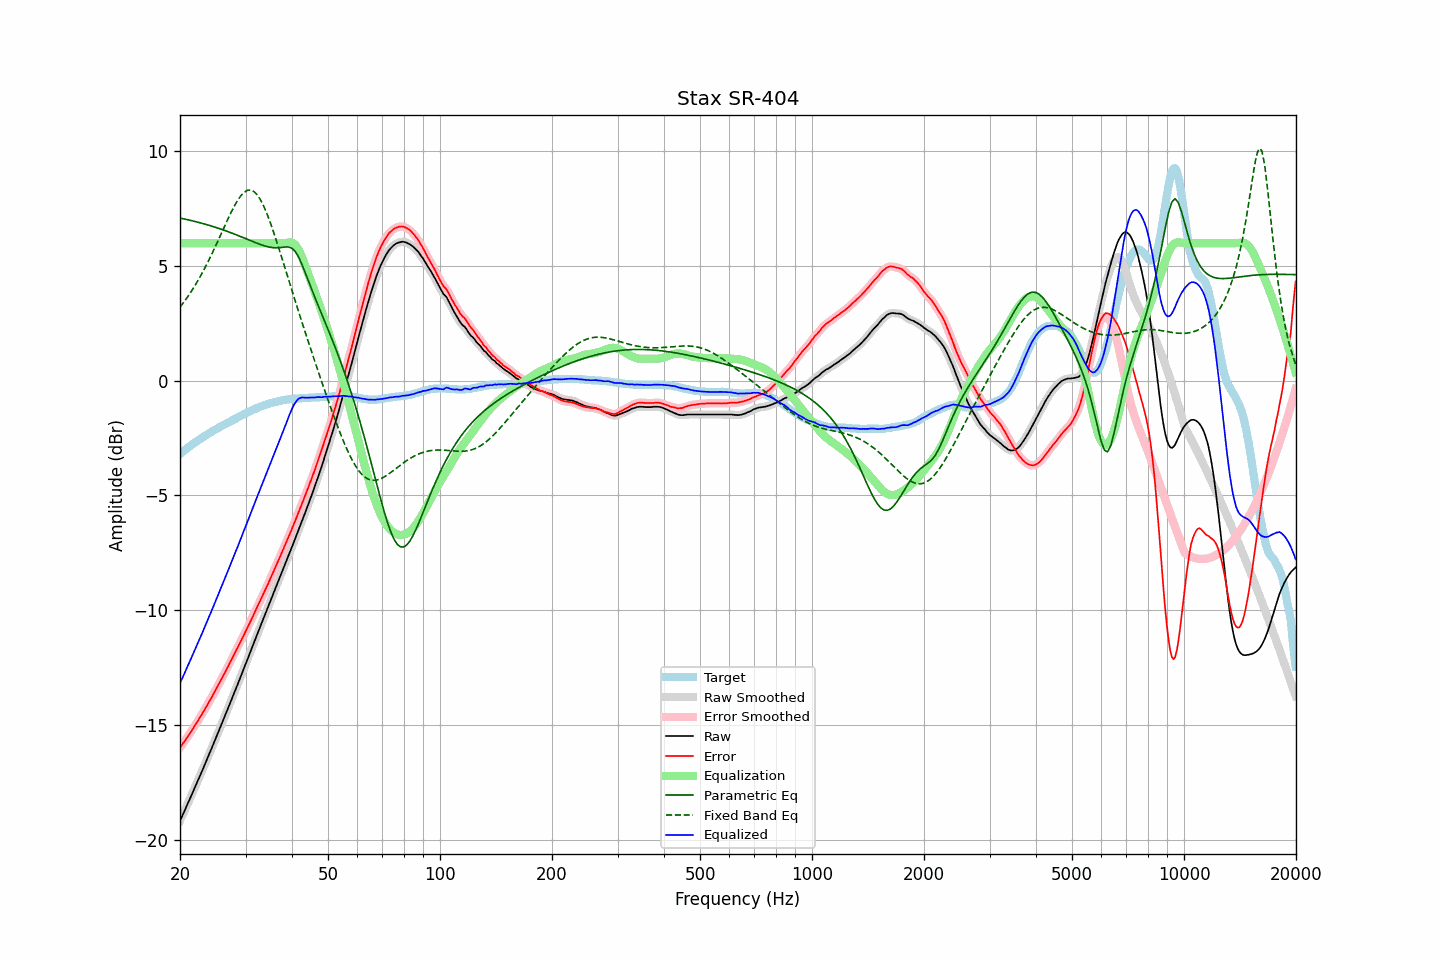 Stax SR-404
Amplitude (dBr)
10
5
0
−5
−10
−15
−20
Target
Raw Smoothed
Error Smoothed
Raw
Error
Equalization
Parametric Eq
Fixed Band Eq
Equalized
20 50 100 200 500 1000 2000 5000 10000 20000
Frequency (Hz)